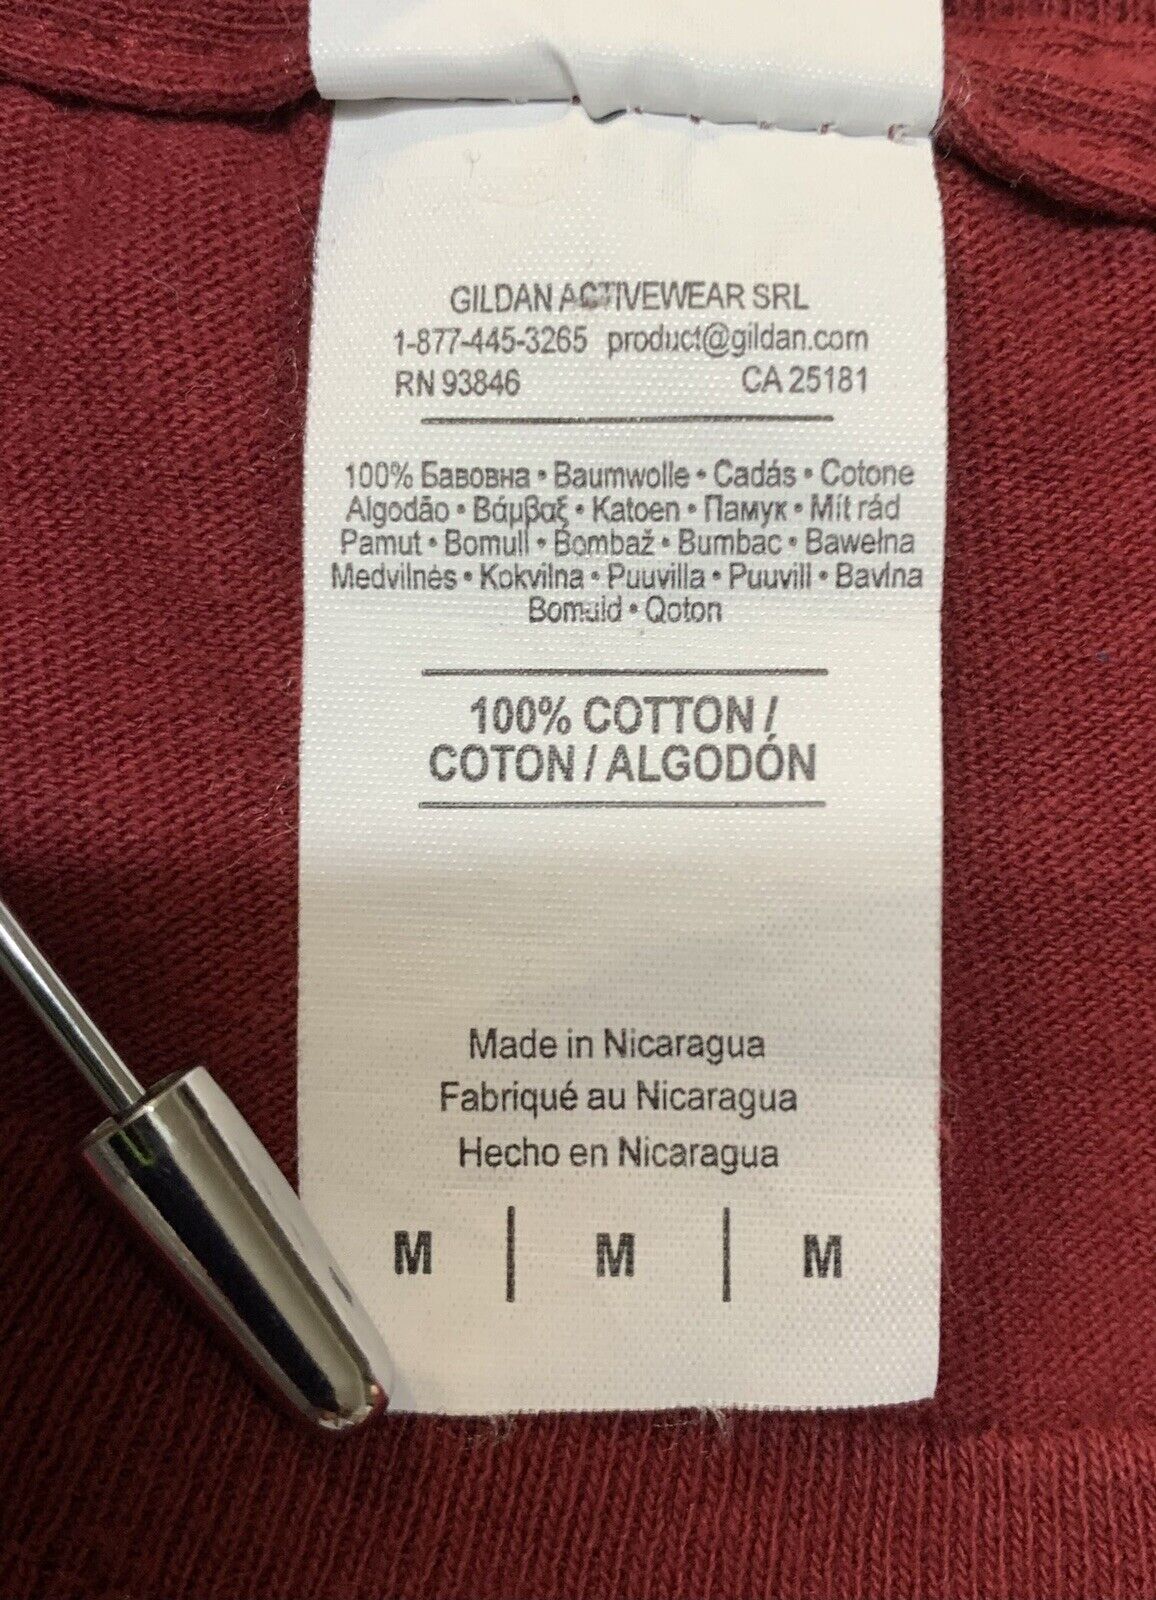 GILDAN ACTIVEWEAR SRL
1-877-445-3265 product@gildan.com
RN 93846 CA 25181
100% Бавовна • Baumwolle • Cadás • Cotone
Algodão • Βάμβαξ • Katoen • Памук • Mít rád
Pamut • Bomull • Bombaž • Bumbac • Bawełna
Medvilnės • Kokvilna • Puuvilla • Puuvill • Bavlna
Bomuld • Qoton
100% COTTON /
COTON / ALGODÓN
Made in Nicaragua
Fabriqué au Nicaragua
Hecho en Nicaragua
M | M | M